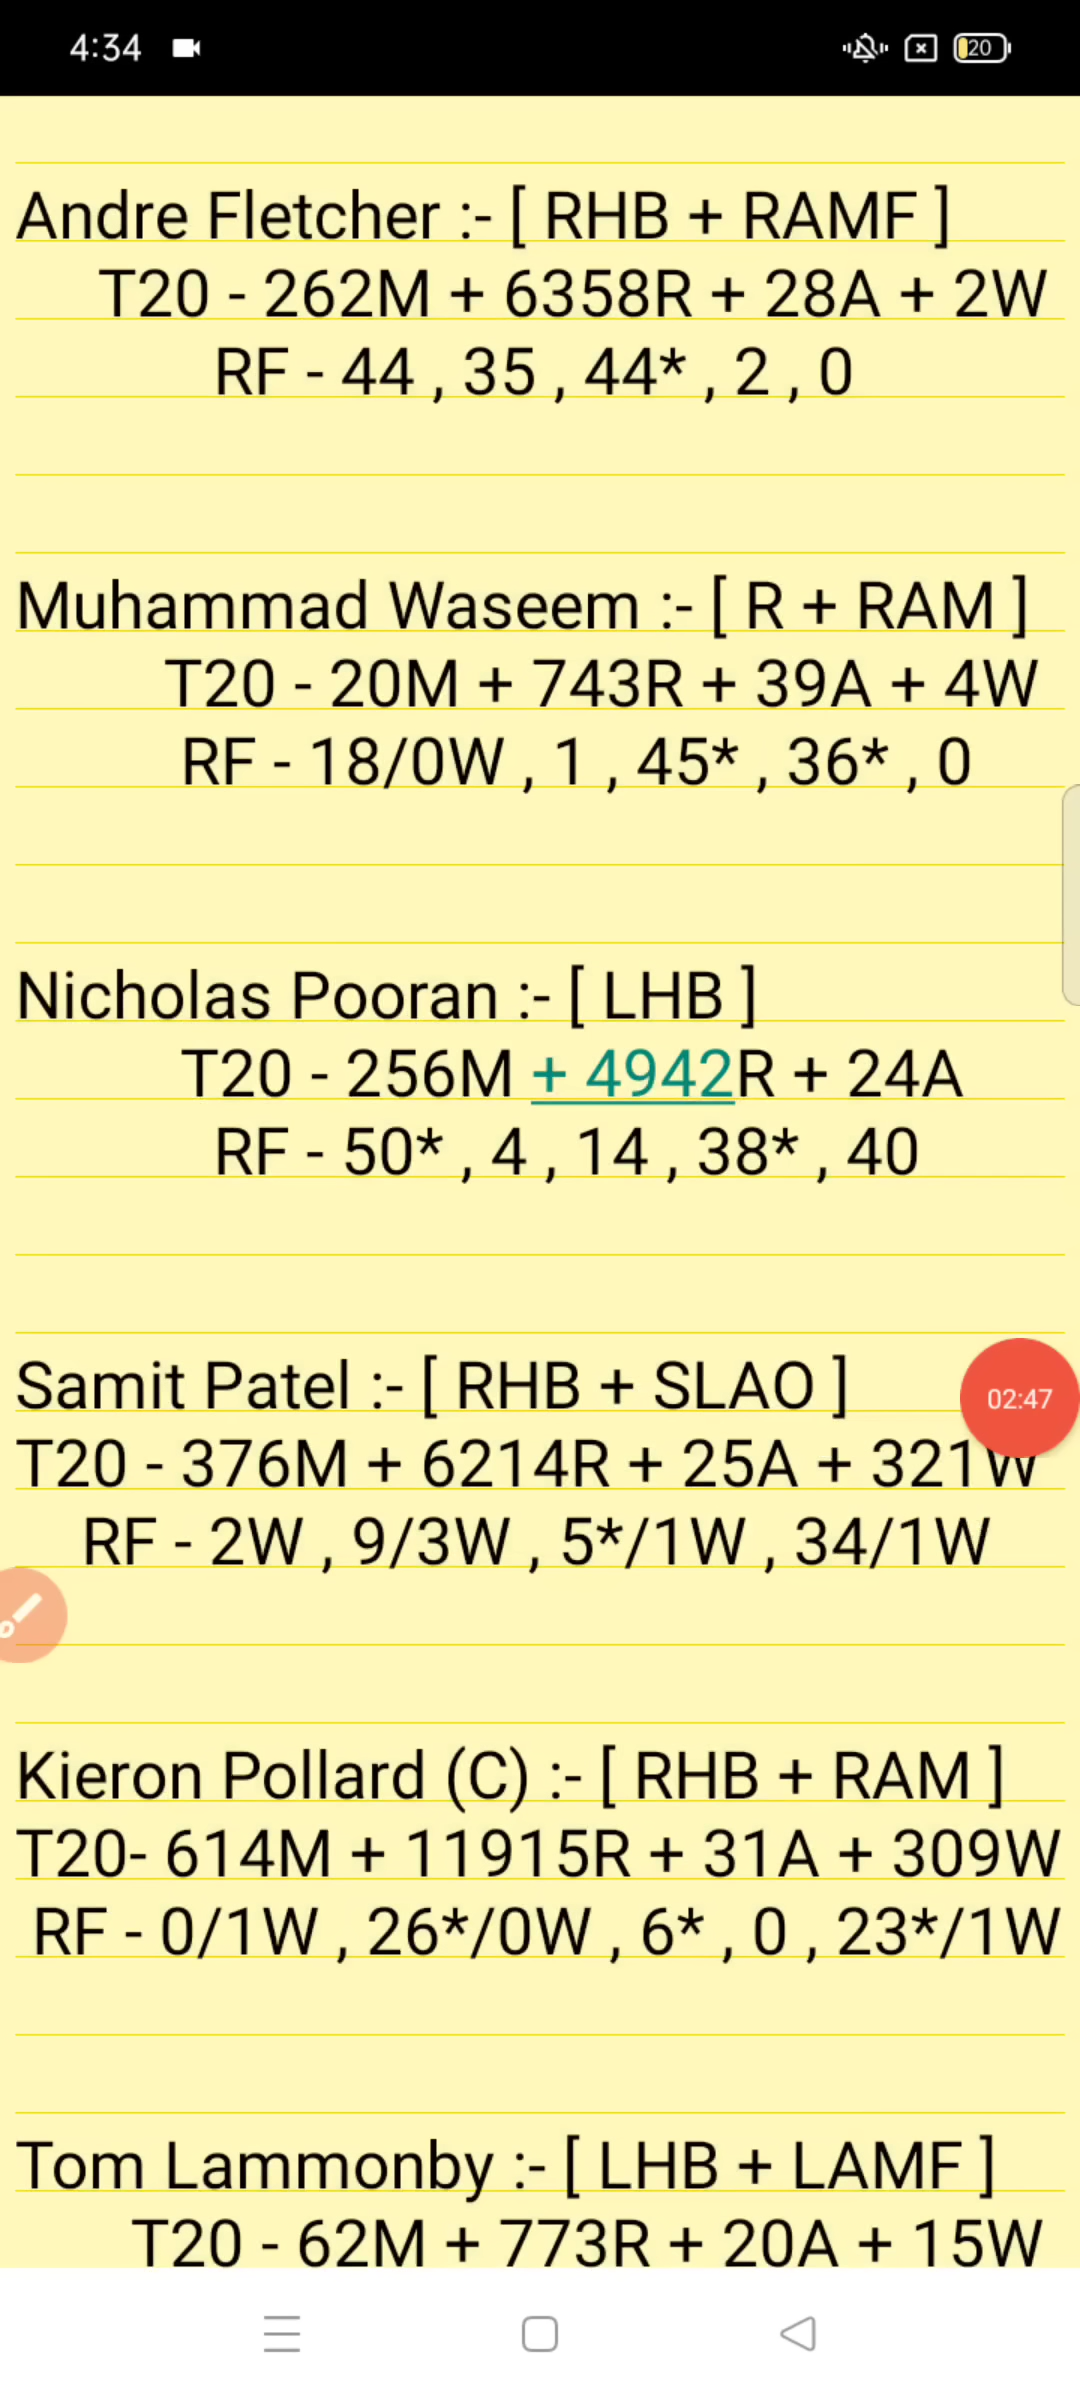 4:34
20
Andre Fletcher :- [ RHB + RAMF ]
T20 - 262M + 6358R + 28A + 2W
RF - 44 , 35 , 44* , 2 , 0
Muhammad Waseem :- [ R + RAM ]
T20 - 20M + 743R + 39A + 4W
RF - 18/0W , 1 , 45* , 36* , 0
Nicholas Pooran :- [ LHB ]
T20 - 256M + 4942R + 24A
RF - 50* , 4 , 14 , 38* , 40
Samit Patel :- [ RHB + SLAO ]
02:47
T20 - 376M + 6214R + 25A + 321W
RF - 2W , 9/3W , 5*/1W , 34/1W
Kieron Pollard (C) :- [ RHB + RAM ]
T20- 614M + 11915R + 31A + 309W
RF - 0/1W , 26*/0W , 6* , 0 , 23*/1W
Tom Lammonby :- [ LHB + LAMF ]
T20 - 62M + 773R + 20A + 15W